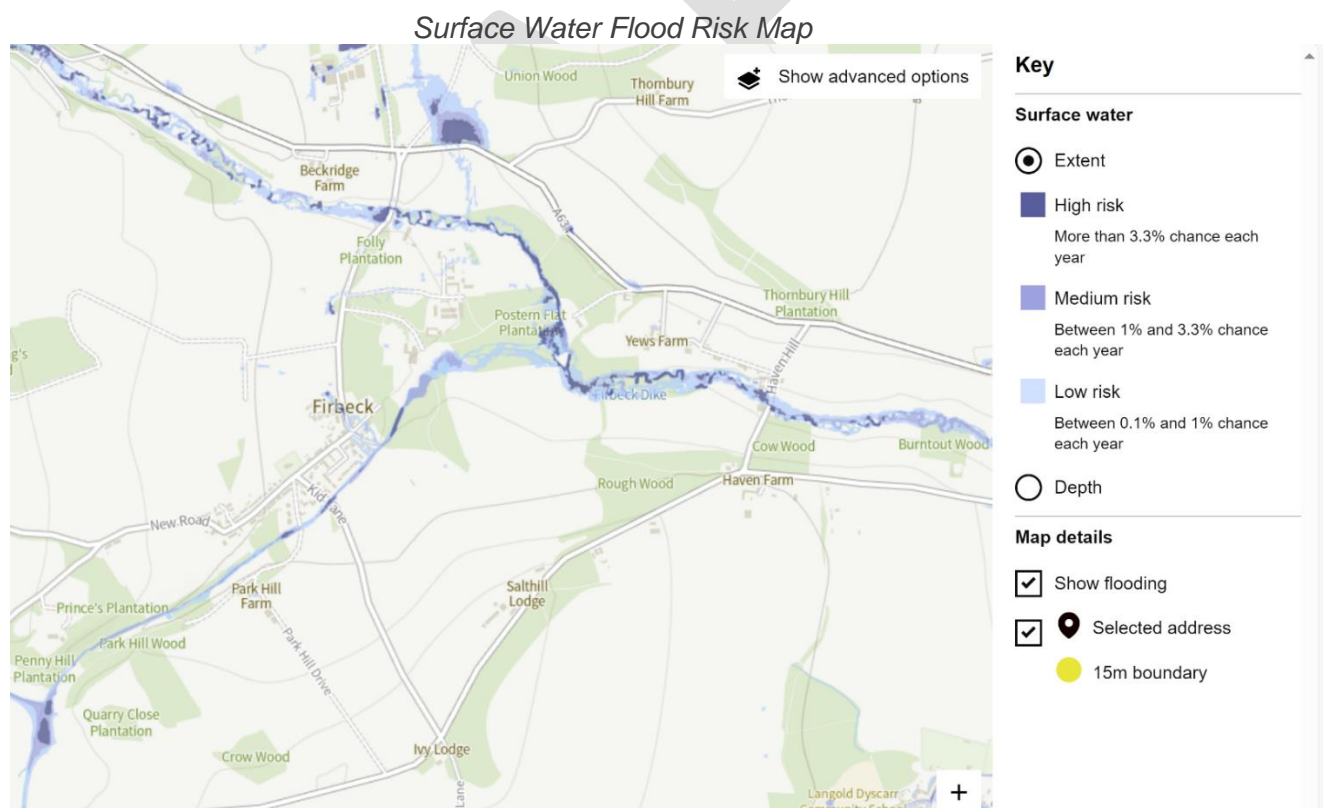 Surface Water Flood Risk Map
Union Wood
Thornbury
Hill Farm
Show advanced options
Beckridge
Farm
A634
Folly
Plantation
Thornbury Hill
Plantation
Postern Flat
Plantation
Yews Farm
Haven Hill
Firbeck
Firbeck Dike
Cow Wood
Burntout Wood
Rough Wood
Haven Farm
Kid Lane
New Road
Park Hill
Farm
Salthill
Lodge
Prince's Plantation
Park Hill Wood
Park Hill Drive
Penny Hill
Plantation
Quarry Close
Plantation
Crow Wood
Ivy Lodge
Lane
Langold Dyscarr
Community School
+
Key
Surface water
Extent
High risk
More than 3.3% chance each
year
Medium risk
Between 1% and 3.3% chance
each year
Low risk
Between 0.1% and 1% chance
each year
Depth
Map details
Show flooding
Selected address
15m boundary